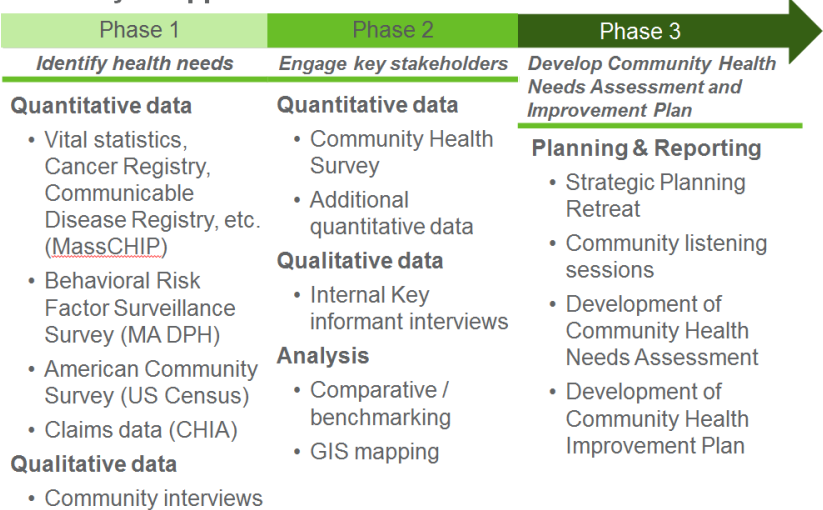 Phase 1
Phase 2
Phase 3
Identify health needs
Engage key stakeholders
Develop Community Health
Needs Assessment and
Improvement Plan
Quantitative data
• Vital statistics,
Cancer Registry,
Communicable
Disease Registry, etc.
(MassCHIP)
• Behavioral Risk
Factor Surveillance
Survey (MA DPH)
• American Community
Survey (US Census)
• Claims data (CHIA)
Qualitative data
• Community interviews
Quantitative data
• Community Health
Survey
• Additional
quantitative data
Qualitative data
• Internal Key
informant interviews
Analysis
• Comparative /
benchmarking
• GIS mapping
Planning & Reporting
• Strategic Planning
Retreat
• Community listening
sessions
• Development of
Community Health
Needs Assessment
• Development of
Community Health
Improvement Plan